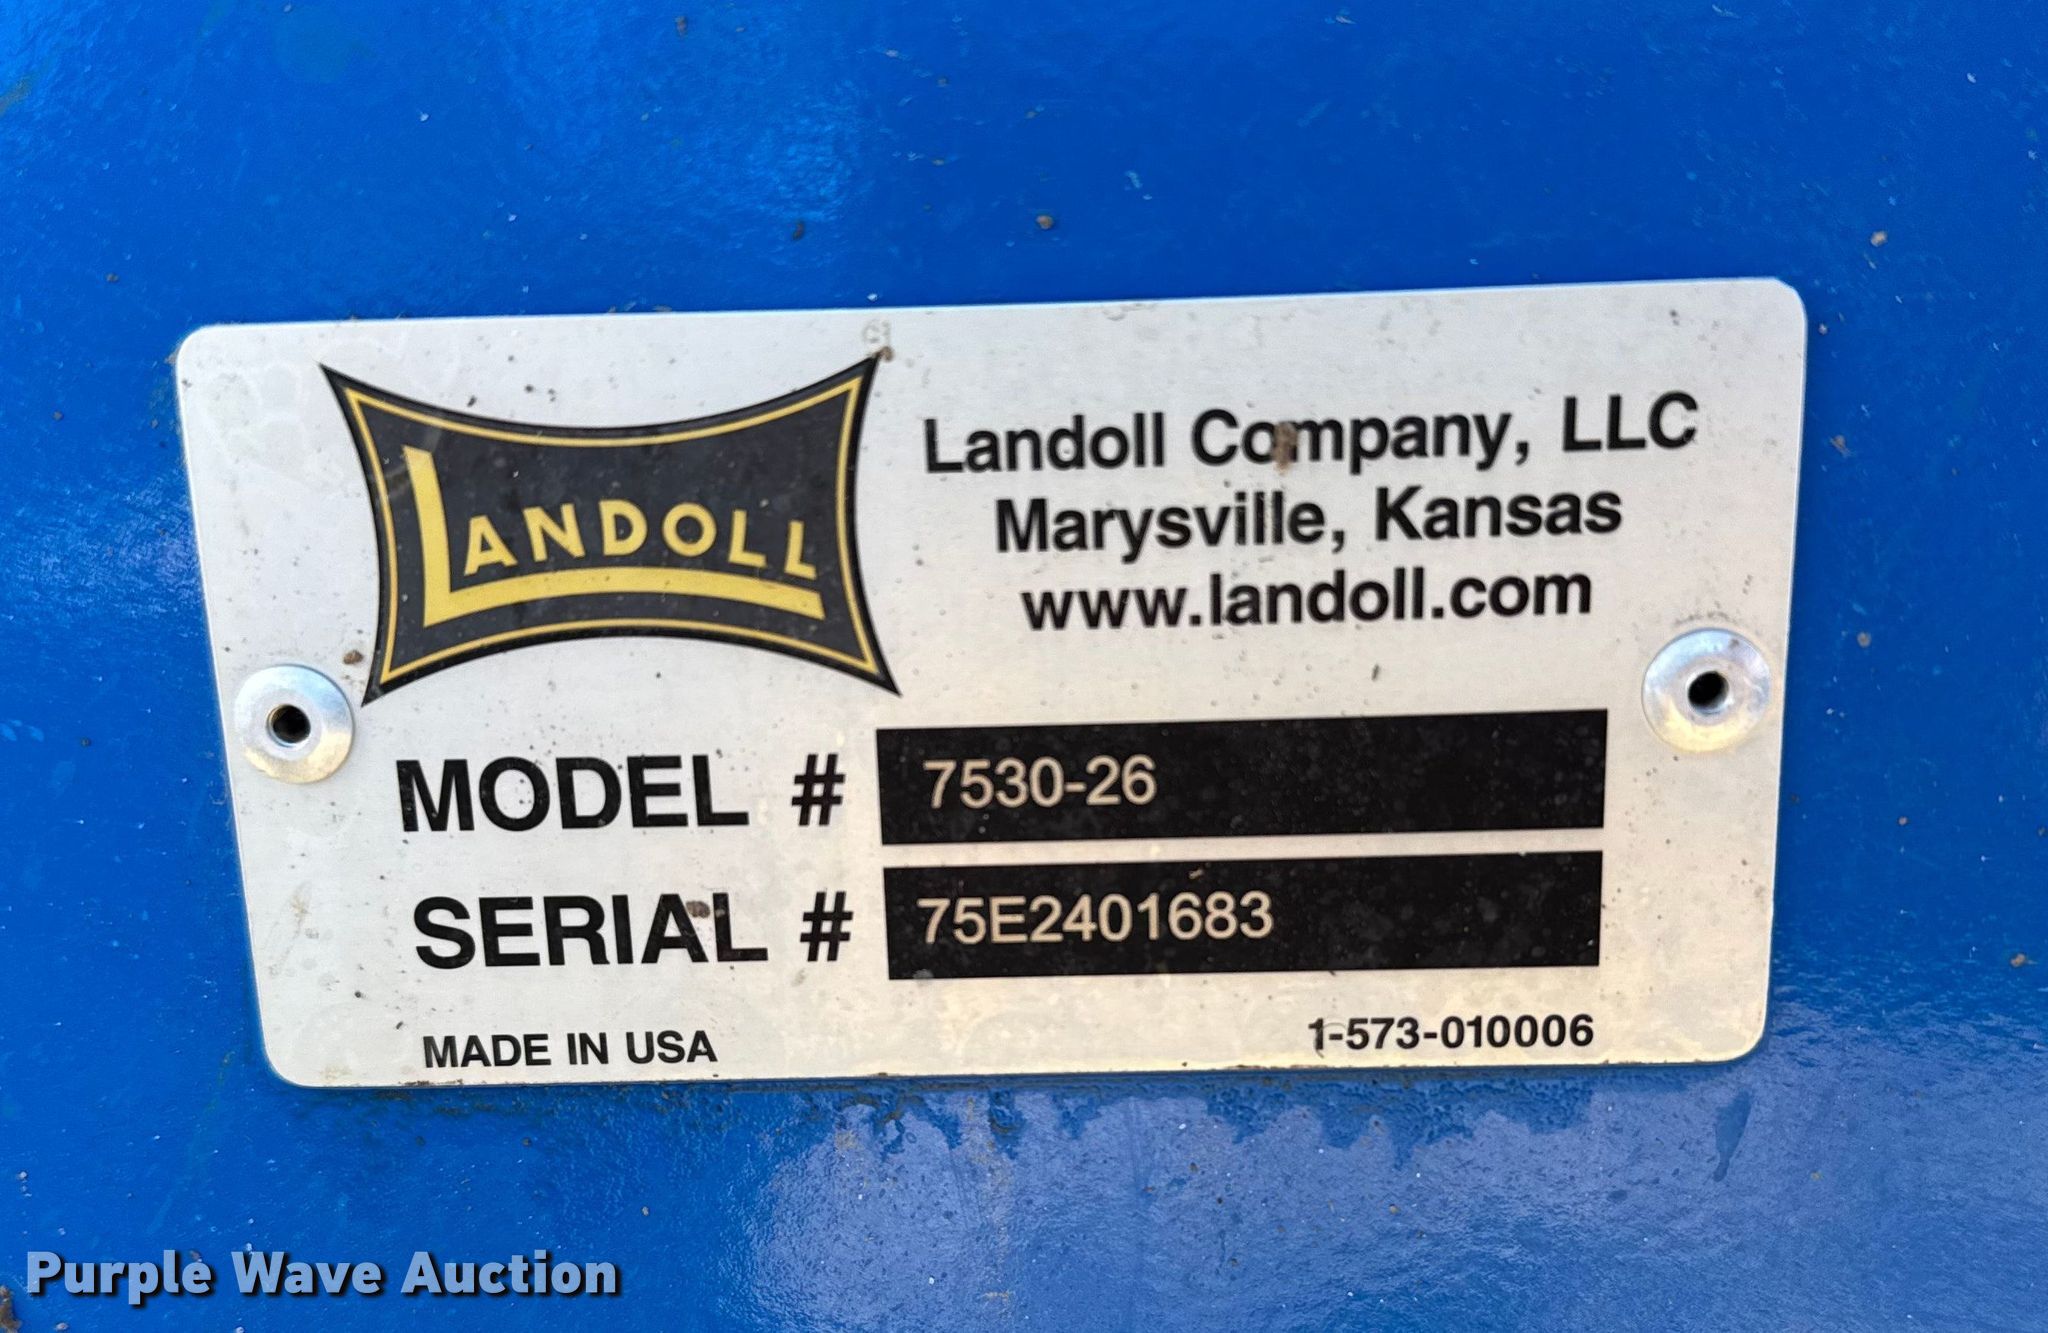 LANDOLL
Landoll Company, LLC
Marysville, Kansas
www.landoll.com
MODEL # 7530-26
SERIAL # 75E2401683
MADE IN USA
1-573-010006
Purple Wave Auction